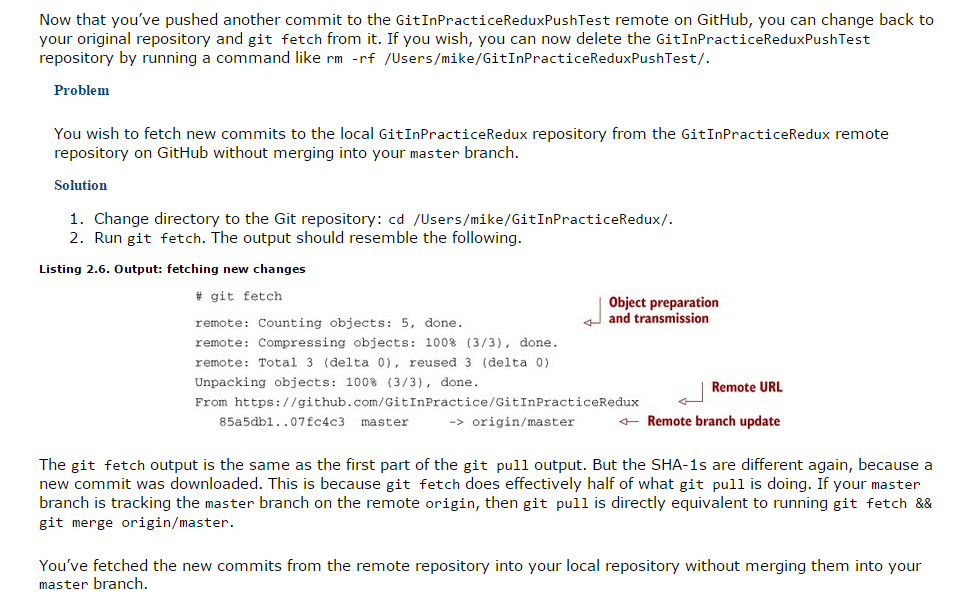 Now that you’ve pushed another commit to the GitInPracticeReduxPushTest remote on GitHub, you can change back to
your original repository and git fetch from it. If you wish, you can now delete the GitInPracticeReduxPushTest
repository by running a command like rm -rf /Users/mike/GitInPracticeReduxPushTest/.
Problem
You wish to fetch new commits to the local GitInPracticeRedux repository from the GitInPracticeRedux remote
repository on GitHub without merging into your master branch.
Solution
1. Change directory to the Git repository: cd /Users/mike/GitInPracticeRedux/.
2. Run git fetch. The output should resemble the following.
Listing 2.6. Output: fetching new changes
# git fetch
Object preparation
and transmission
remote: Counting objects: 5, done.
remote: Compressing objects: 100% (3/3), done.
remote: Total 3 (delta 0), reused 3 (delta 0)
Unpacking objects: 100% (3/3), done.
Remote URL
From https://github.com/GitInPractice/GitInPracticeRedux
85a5db1..07fc4c3 master -> origin/master
Remote branch update
The git fetch output is the same as the first part of the git pull output. But the SHA-1s are different again, because a
new commit was downloaded. This is because git fetch does effectively half of what git pull is doing. If your master
branch is tracking the master branch on the remote origin, then git pull is directly equivalent to running git fetch &&
git merge origin/master.
You’ve fetched the new commits from the remote repository into your local repository without merging them into your
master branch.